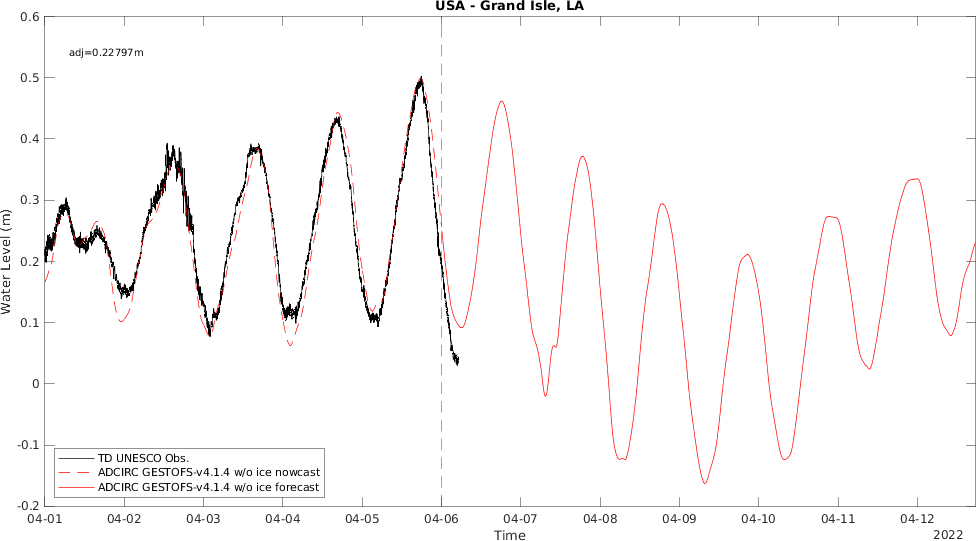 USA - Grand Isle, LA
adj=0.22797m
0.6
0.5
0.4
0.3
0.2
0.1
0
-0.1
-0.2
Water Level (m)
TD UNESCO Obs.
ADCIRC GESTOFS-v4.1.4 w/o ice nowcast
ADCIRC GESTOFS-v4.1.4 w/o ice forecast
04-01 04-02 04-03 04-04 04-05 04-06 04-07 04-08 04-09 04-10 04-11 04-12
Time
2022